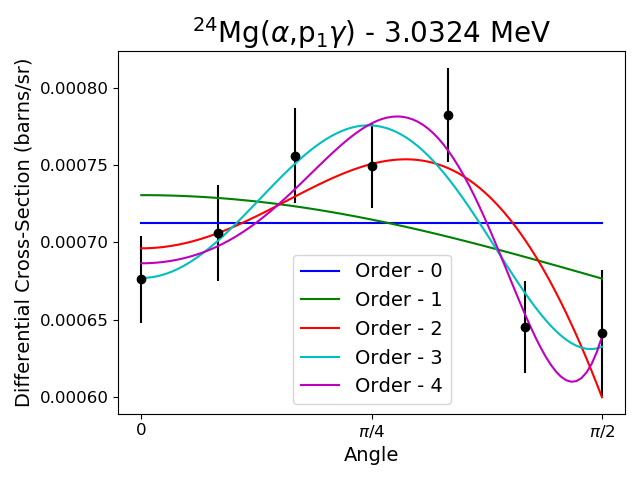 ²⁴Mg(α,p₁γ) - 3.0324 MeV
Differential Cross-Section (barns/sr)
0.00080
0.00075
0.00070
0.00065
0.00060
Order - 0
Order - 1
Order - 2
Order - 3
Order - 4
0
π/4
π/2
Angle